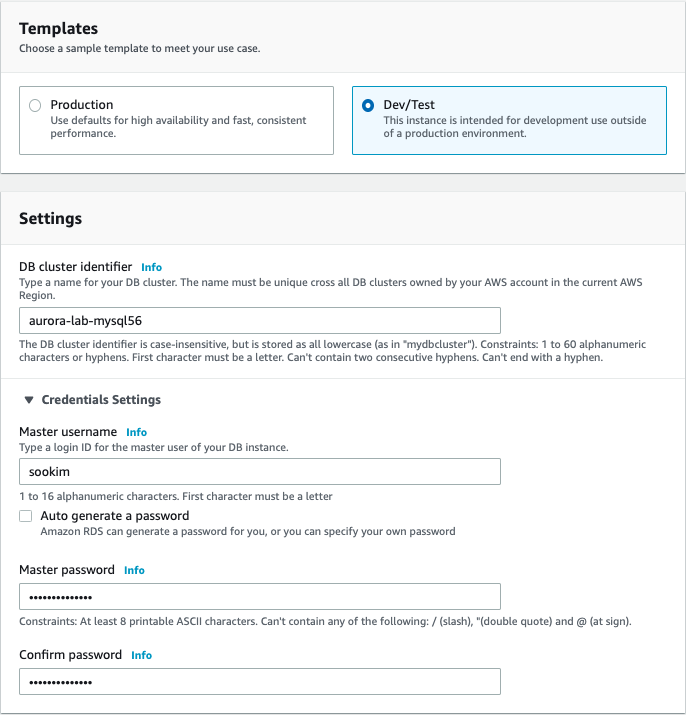 Templates
Choose a sample template to meet your use case.
Production
Use defaults for high availability and fast, consistent
performance.
Dev/Test
This instance is intended for development use outside
of a production environment.
Settings
DB cluster identifier Info
Type a name for your DB cluster. The name must be unique cross all DB clusters owned by your AWS account in the current AWS
Region.
aurora-lab-mysql56
The DB cluster identifier is case-insensitive, but is stored as all lowercase (as in "mydbcluster"). Constraints: 1 to 60 alphanumeric
characters or hyphens. First character must be a letter. Can't contain two consecutive hyphens. Can't end with a hyphen.
Credentials Settings
Master username Info
Type a login ID for the master user of your DB instance.
sookim
1 to 16 alphanumeric characters. First character must be a letter
Auto generate a password
Amazon RDS can generate a password for you, or you can specify your own password
Master password Info
••••••••••••••
Constraints: At least 8 printable ASCII characters. Can't contain any of the following: / (slash), "(double quote) and @ (at sign).
Confirm password Info
••••••••••••••